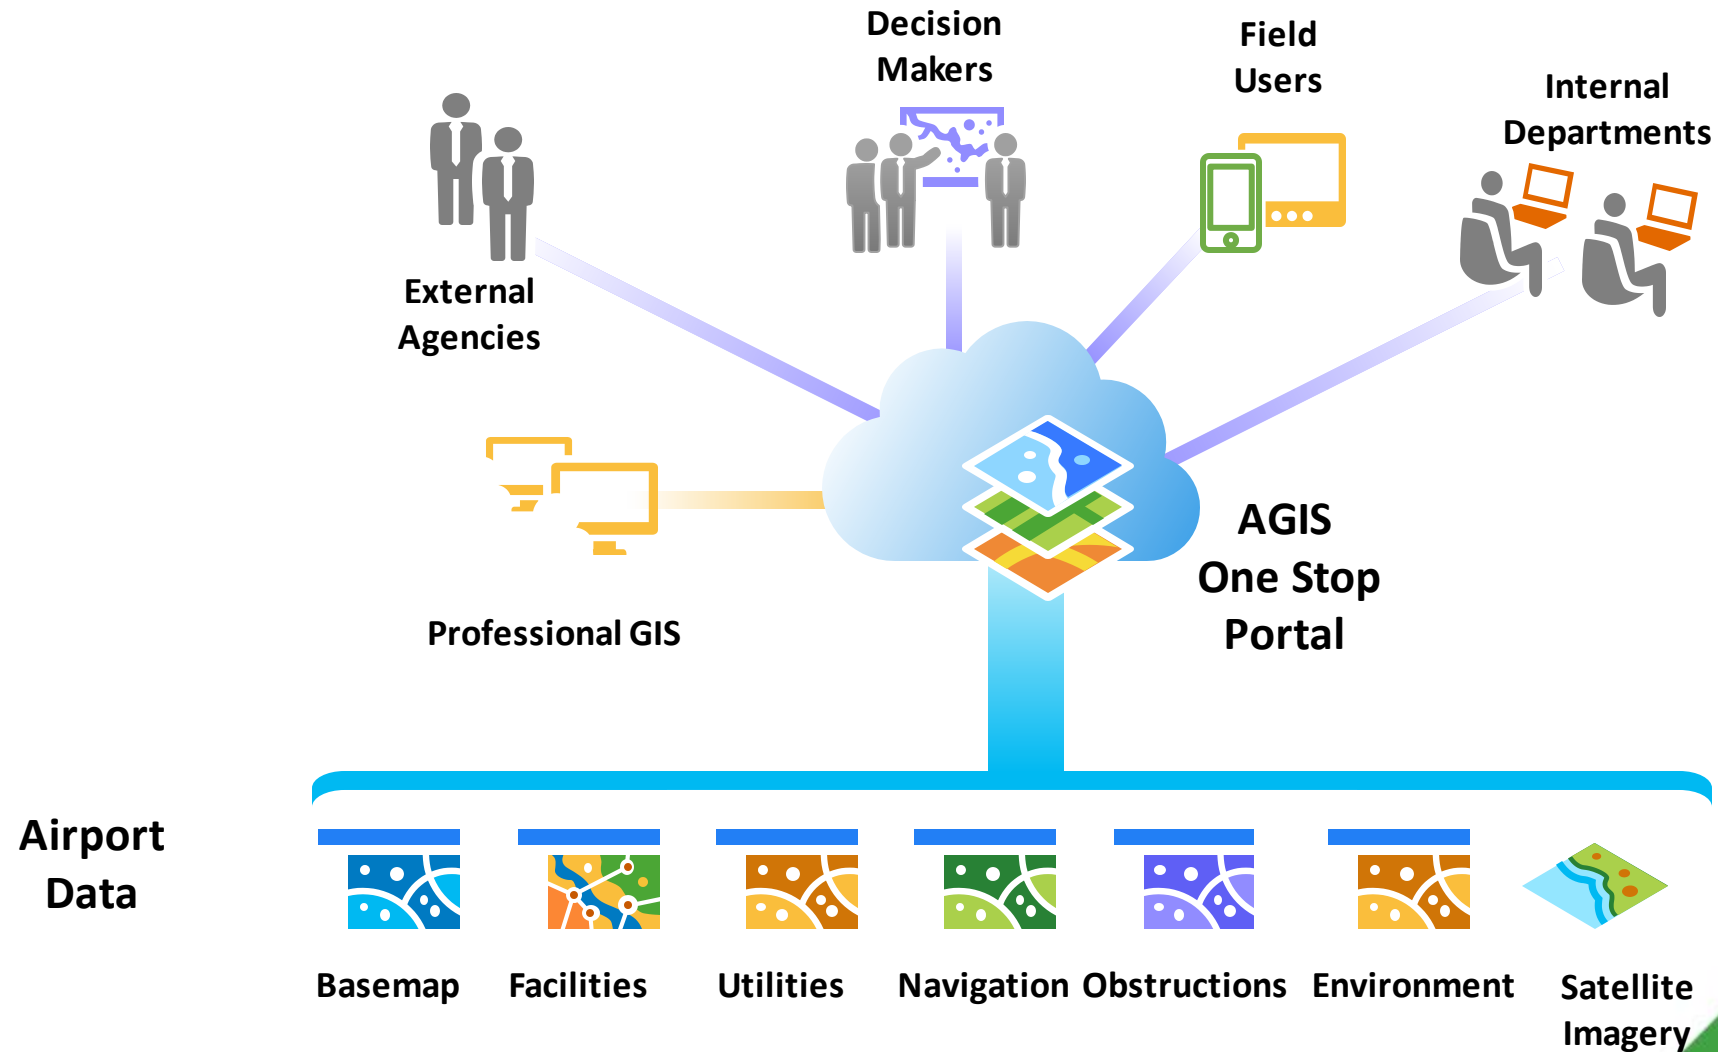 Decision
Makers
Field
Users
Internal
Departments
External
Agencies
AGIS
One Stop
Portal
Professional GIS
Airport
Data
Basemap
Facilities
Utilities
Navigation
Obstructions
Environment
Satellite
Imagery